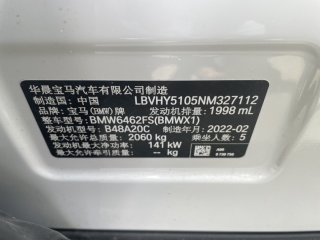 华晨宝马汽车有限公司制造
制造国：中国 LBVHY5105NM327112
品牌：宝马(BMW)牌 发动机排量：1998 mL
整车型号：BMW6462FS(BMWX1)
发动机型号：B48A20C 制造年月：2022-02
最大允许总质量：2060 kg 乘坐人数：5
发动机最大净功率：141 kW
最大允许牵引质量：-- kg